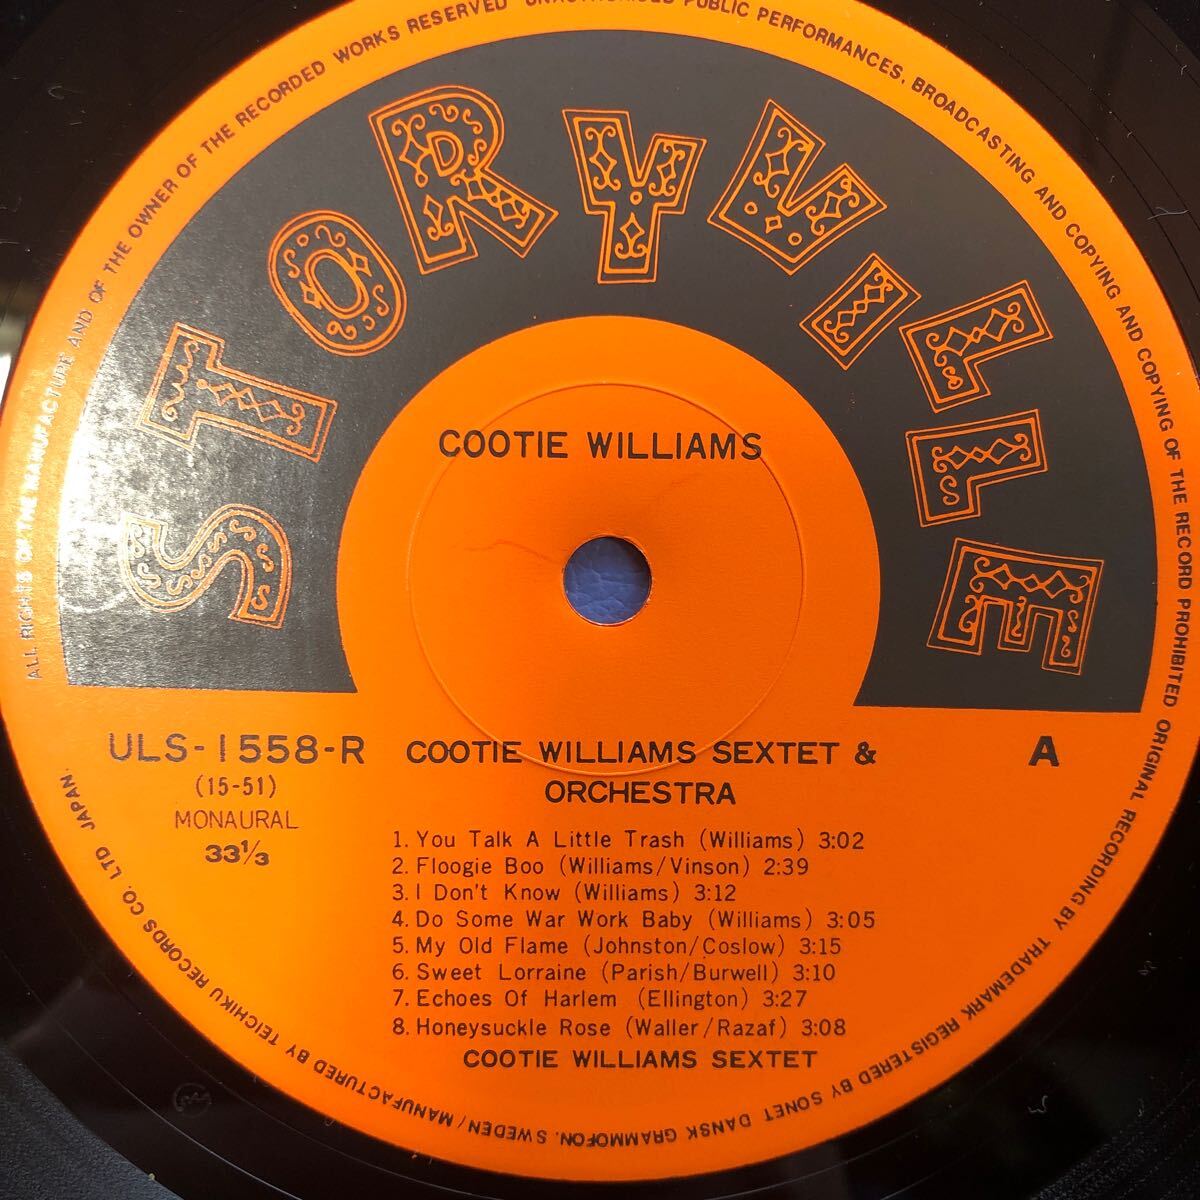 ALL RIGHTS OF THE MANUFACTURE AND OF THE OWNER OF THE RECORDED WORKS RESERVED UNAUTHORISED PUBLIC PERFORMANCES, BROADCASTING AND COPYING AND COPYING OF THE RECORD PROHIBITED ORIGINAL RECORDING BY TRADEMARK REGISTERED BY SONET DANSK GRAMMOFON, SWEDEN/MANUFACTURED BY TEICHIKU RECORDS CO. LTD JAPAN.
STORYVILLE
COOTIE WILLIAMS
ULS-1558-R
(15-51)
MONAURAL
33⅓
COOTIE WILLIAMS SEXTET &
ORCHESTRA
A
1. You Talk A Little Trash (Williams) 3:02
2. Floogie Boo (Williams/Vinson) 2:39
3. I Don't Know (Williams) 3:12
4. Do Some War Work Baby (Williams) 3:05
5. My Old Flame (Johnston/Coslow) 3:15
6. Sweet Lorraine (Parish/Burwell) 3:10
7. Echoes Of Harlem (Ellington) 3:27
8. Honeysuckle Rose (Waller/Razaf) 3:08
COOTIE WILLIAMS SEXTET